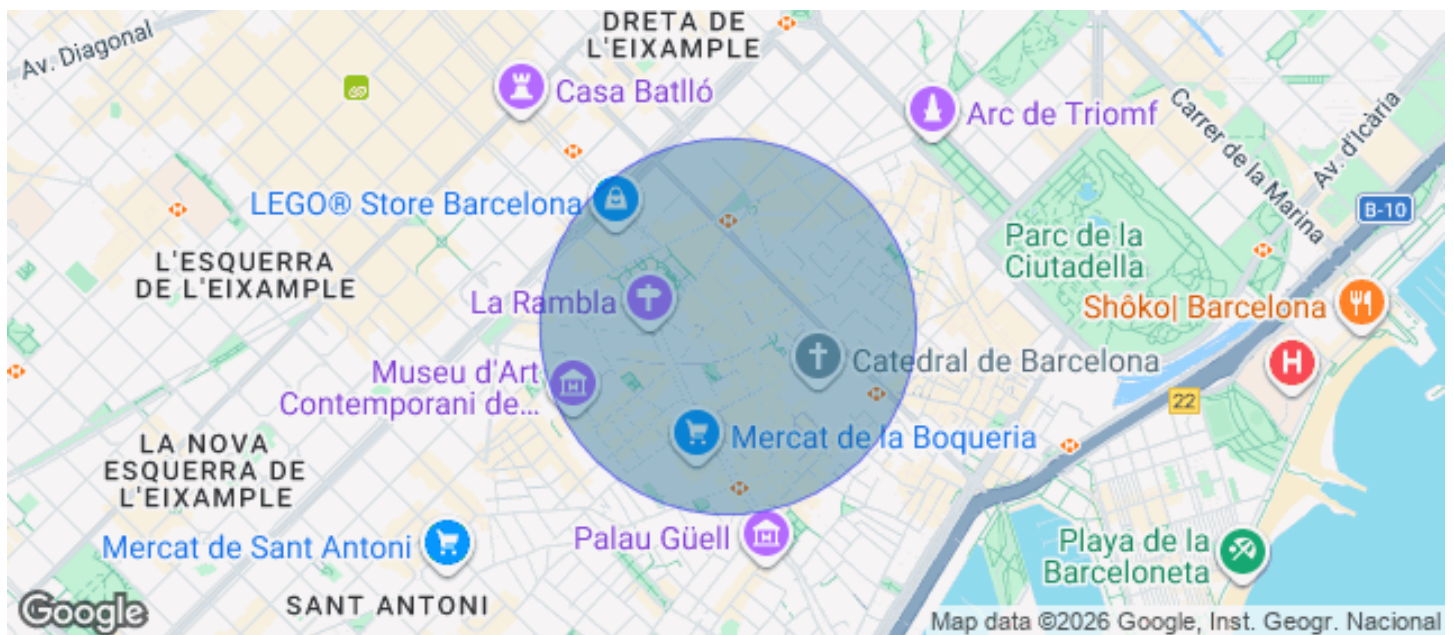 DRETA DE
L'EIXAMPLE
Av. Diagonal
Casa Batlló
Arc de Triomf
Carrer de la Marina
Av. d'Icària
LEGO® Store Barcelona
B-10
L'ESQUERRA
DE L'EIXAMPLE
Parc de la
Ciutadella
La Rambla
Shôko| Barcelona
Catedral de Barcelona
H
Museu d'Art
Contemporani de...
22
LA NOVA
ESQUERRA DE
L'EIXAMPLE
Mercat de la Boqueria
Mercat de Sant Antoni
Palau Güell
Playa de la
Barceloneta
SANT ANTONI
Google
Map data ©2026 Google, Inst. Geogr. Nacional